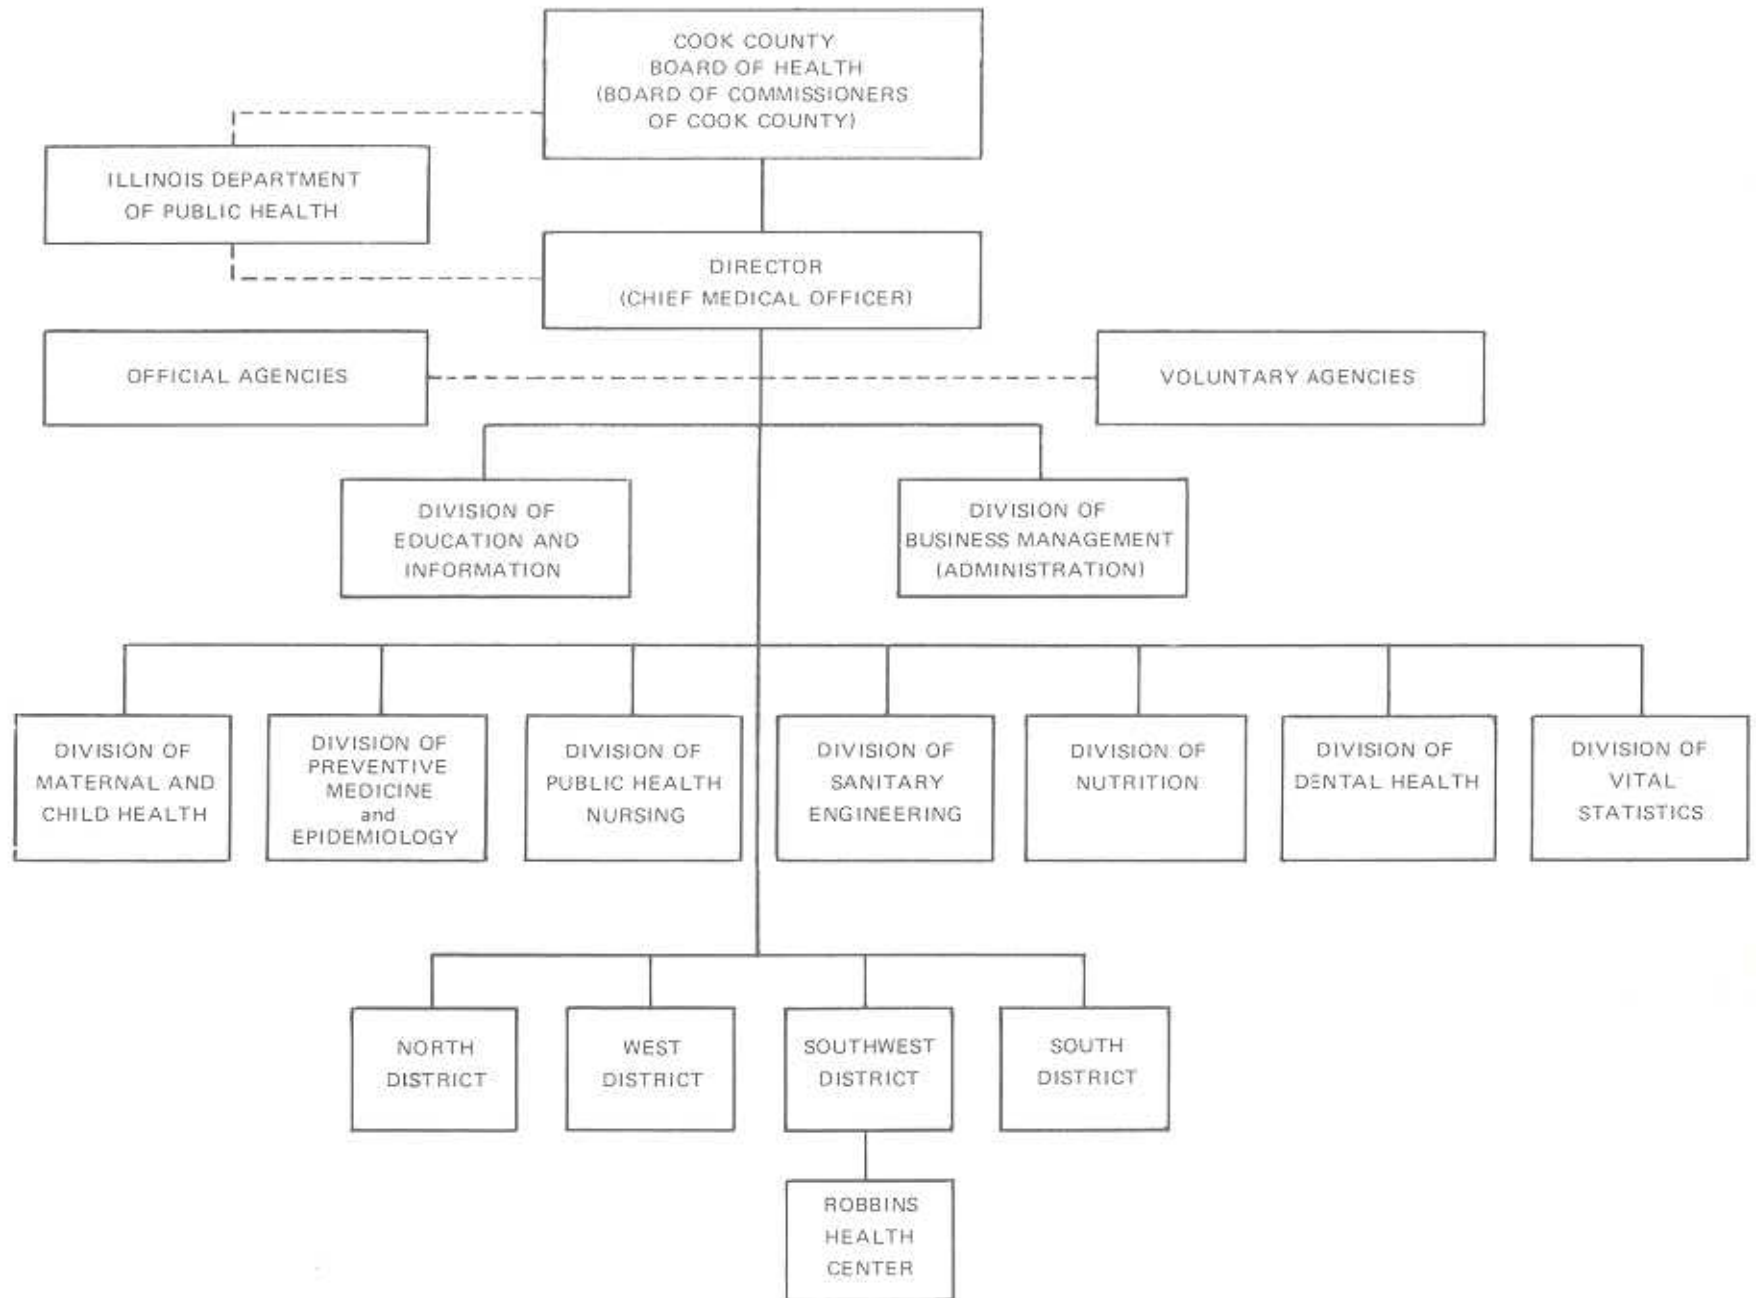 COOK COUNTY
BOARD OF HEALTH
(BOARD OF COMMISSIONERS
OF COOK COUNTY)
ILLINOIS DEPARTMENT
OF PUBLIC HEALTH
DIRECTOR
(CHIEF MEDICAL OFFICER)
OFFICIAL AGENCIES
VOLUNTARY AGENCIES
DIVISION OF
EDUCATION AND
INFORMATION
DIVISION OF
BUSINESS MANAGEMENT
(ADMINISTRATION)
DIVISION OF
MATERNAL AND
CHILD HEALTH
DIVISION OF
PREVENTIVE
MEDICINE
and
EPIDEMIOLOGY
DIVISION OF
PUBLIC HEALTH
NURSING
DIVISION OF
SANITARY
ENGINEERING
DIVISION OF
NUTRITION
DIVISION OF
DENTAL HEALTH
DIVISION OF
VITAL
STATISTICS
NORTH
DISTRICT
WEST
DISTRICT
SOUTHWEST
DISTRICT
SOUTH
DISTRICT
ROBBINS
HEALTH
CENTER